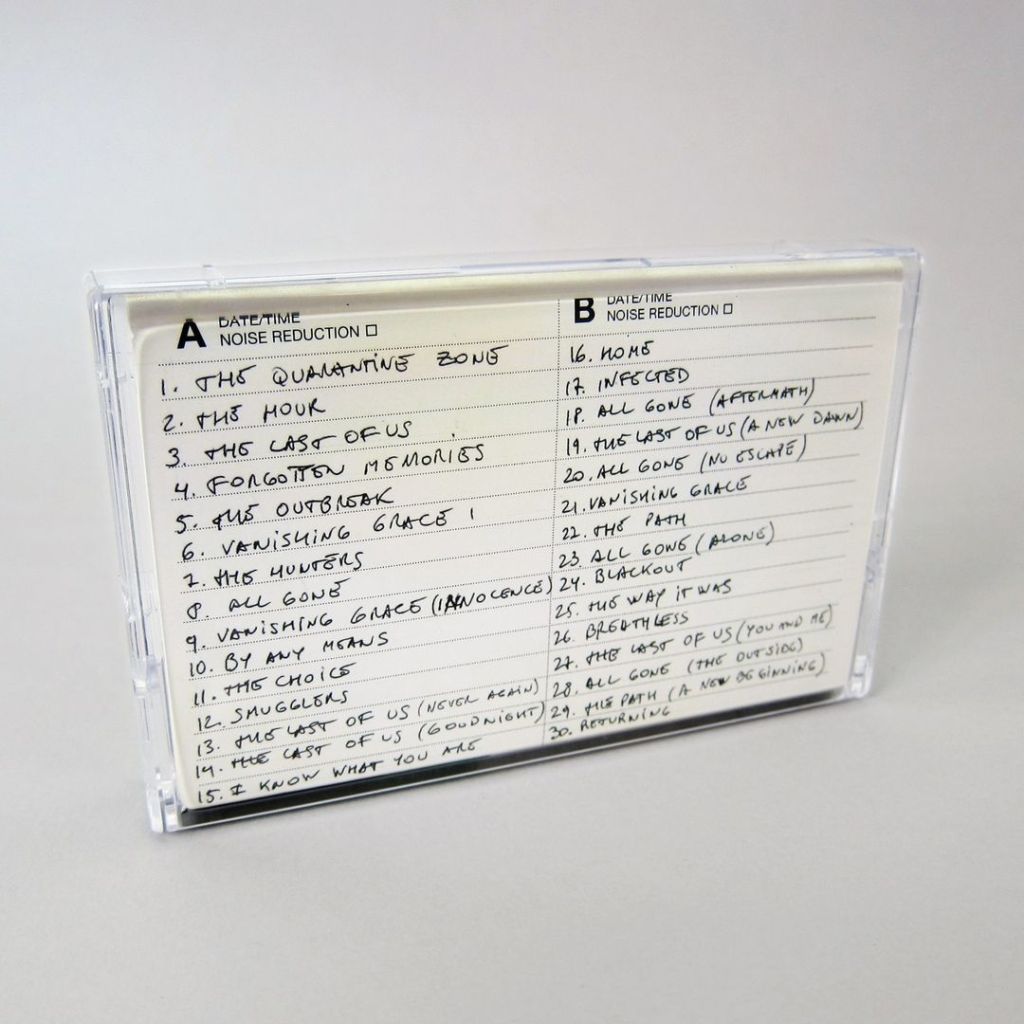 A DATE/TIME
NOISE REDUCTION
1. THE QUARANTINE ZONE
2. THE HOUR
3. THE LAST OF US
4. FORGOTTEN MEMORIES
5. THE OUTBREAK
6. VANISHING GRACE I
7. THE HUNTERS
8. ALL GONE
9. VANISHING GRACE (INNOCENCE)
10. BY ANY MEANS
11. THE CHOICE
12. SMUGGLERS
13. THE LAST OF US (NEVER AGAIN)
14. THE LAST OF US (GOODNIGHT)
15. I KNOW WHAT YOU ARE
B DATE/TIME
NOISE REDUCTION
16. HOME
17. INFECTED
18. ALL GONE (AFTERMATH)
19. THE LAST OF US (A NEW DAWN)
20. ALL GONE (NO ESCAPE)
21. VANISHING GRACE
22. THE PATH
23. ALL GONE (ALONE)
24. BLACKOUT
25. THE WAY IT WAS
26. BREATHLESS
27. THE LAST OF US (YOU AND ME)
28. ALL GONE (THE OUTSIDE)
29. THE PATH (A NEW BEGINNING)
30. RETURNING